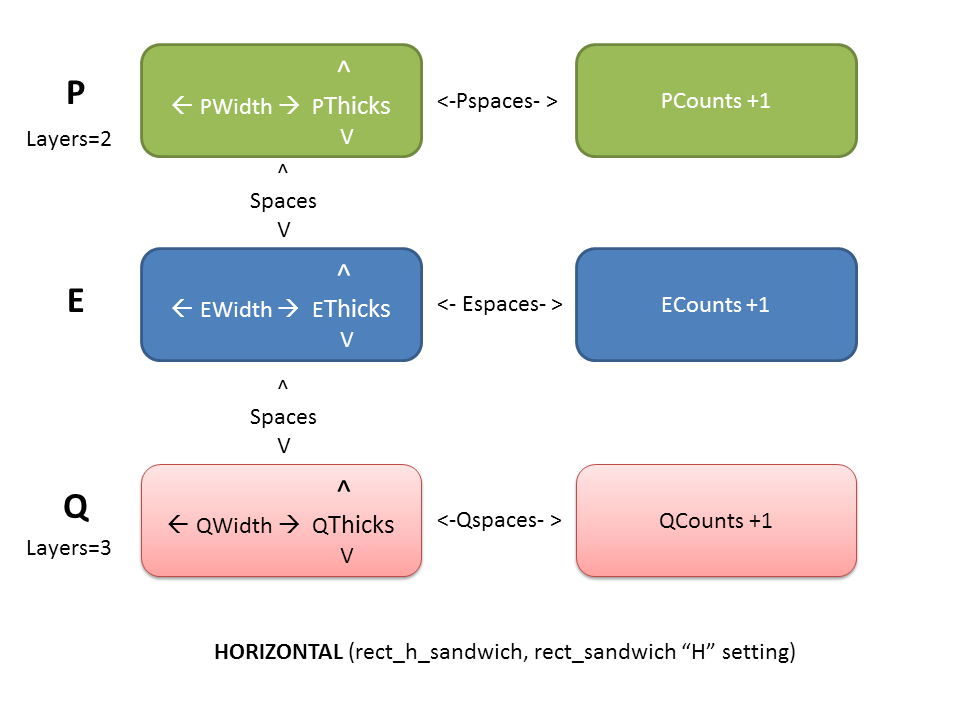 P
Layers=2
^
← PWidth → PThicks
V
<-Pspaces- >
PCounts +1
^
Spaces
V
E
^
← EWidth → EThicks
V
<- Espaces- >
ECounts +1
^
Spaces
V
Q
Layers=3
^
← QWidth → QThicks
V
<-Qspaces- >
QCounts +1
HORIZONTAL (rect_h_sandwich, rect_sandwich “H” setting)